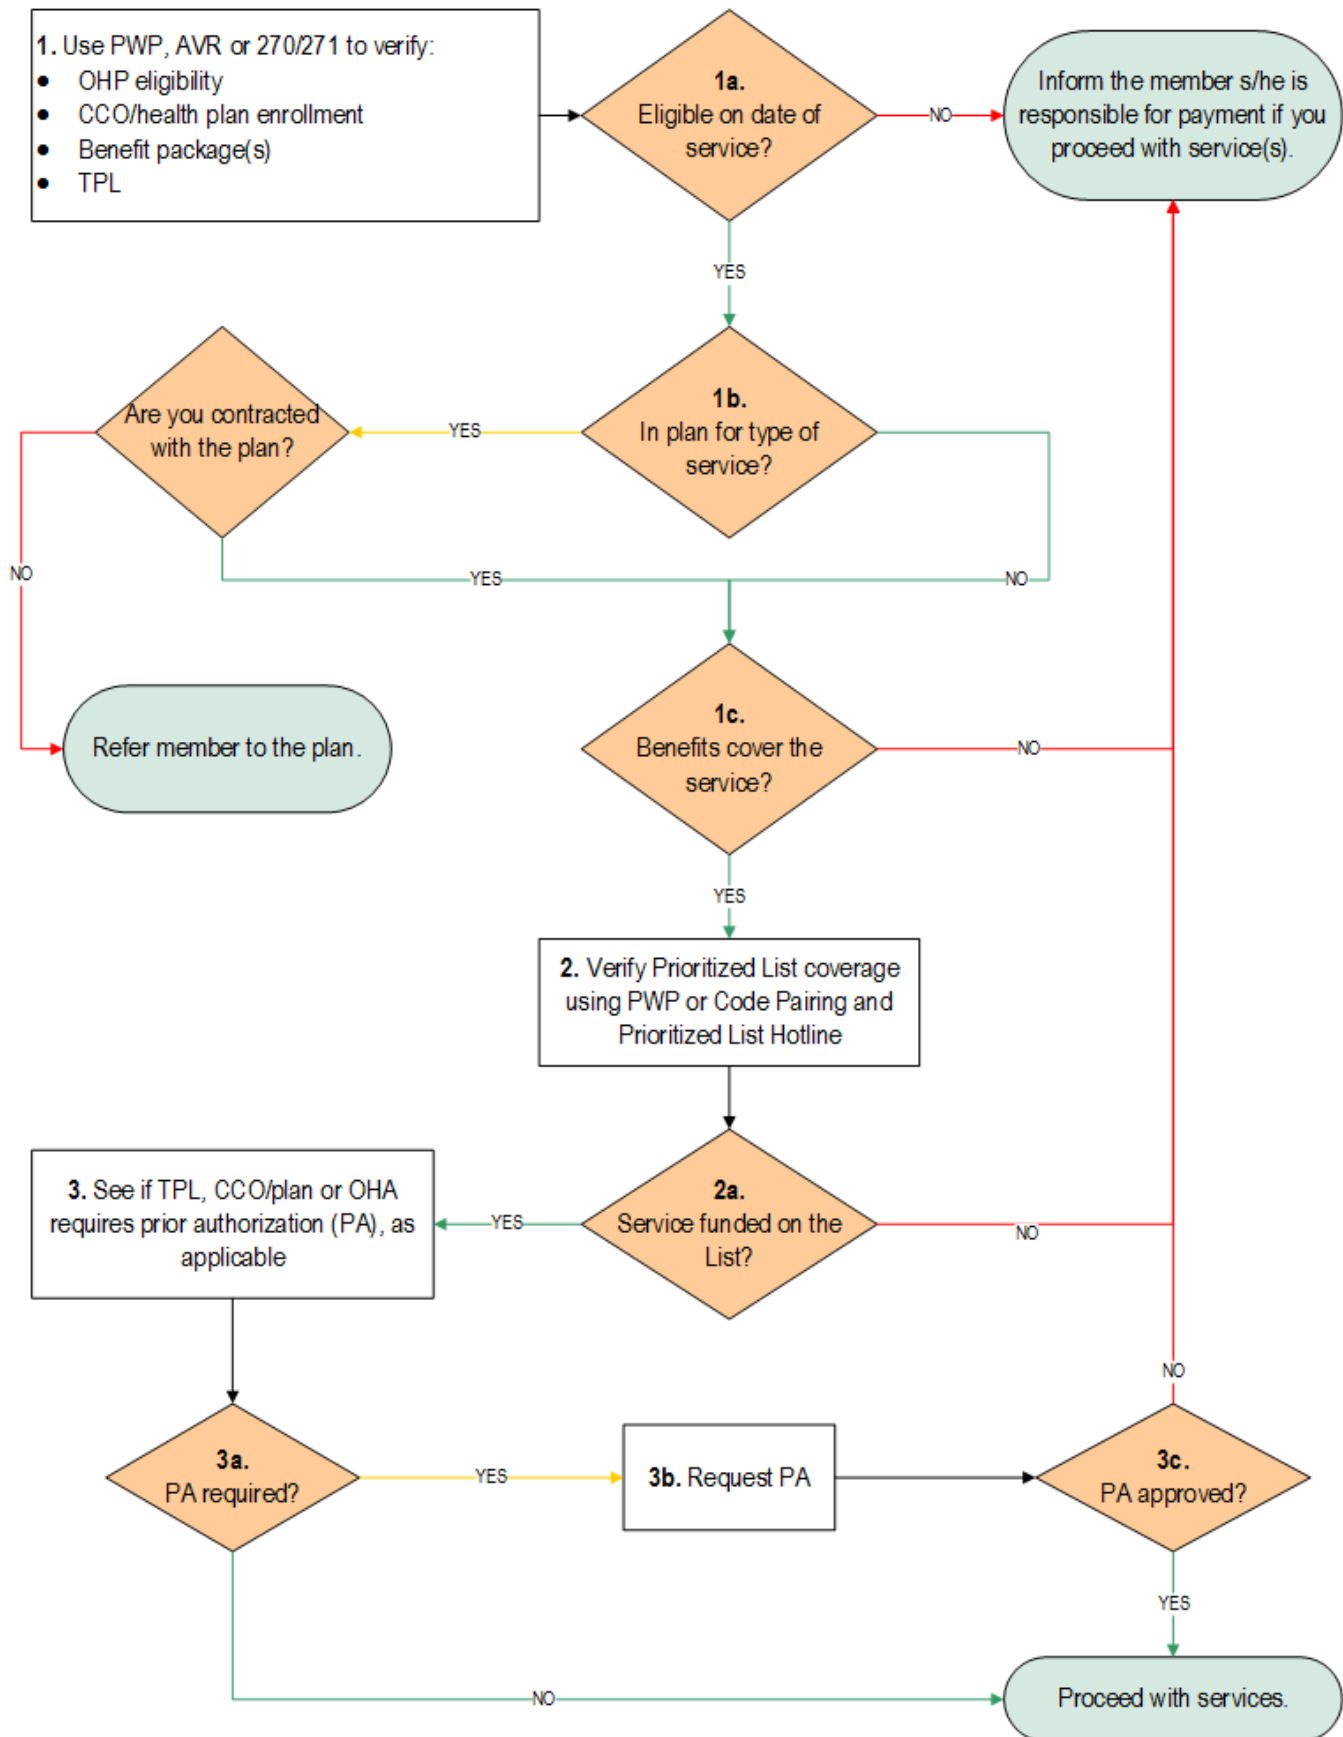 1. Use PWP, AVR or 270/271 to verify:
● OHP eligibility
● CCO/health plan enrollment
● Benefit package(s)
● TPL
1a.
Eligible on date of
service?
NO
Inform the member s/he is
responsible for payment if you
proceed with service(s).
YES
Are you contracted
with the plan?
YES
1b.
In plan for type of
service?
NO
YES
NO
Refer member to the plan.
1c.
Benefits cover the
service?
NO
YES
2. Verify Prioritized List coverage
using PWP or Code Pairing and
Prioritized List Hotline
3. See if TPL, CCO/plan or OHA
requires prior authorization (PA), as
applicable
YES
2a.
Service funded on the
List?
NO
NO
3a.
PA required?
YES
3b. Request PA
3c.
PA approved?
YES
NO
Proceed with services.